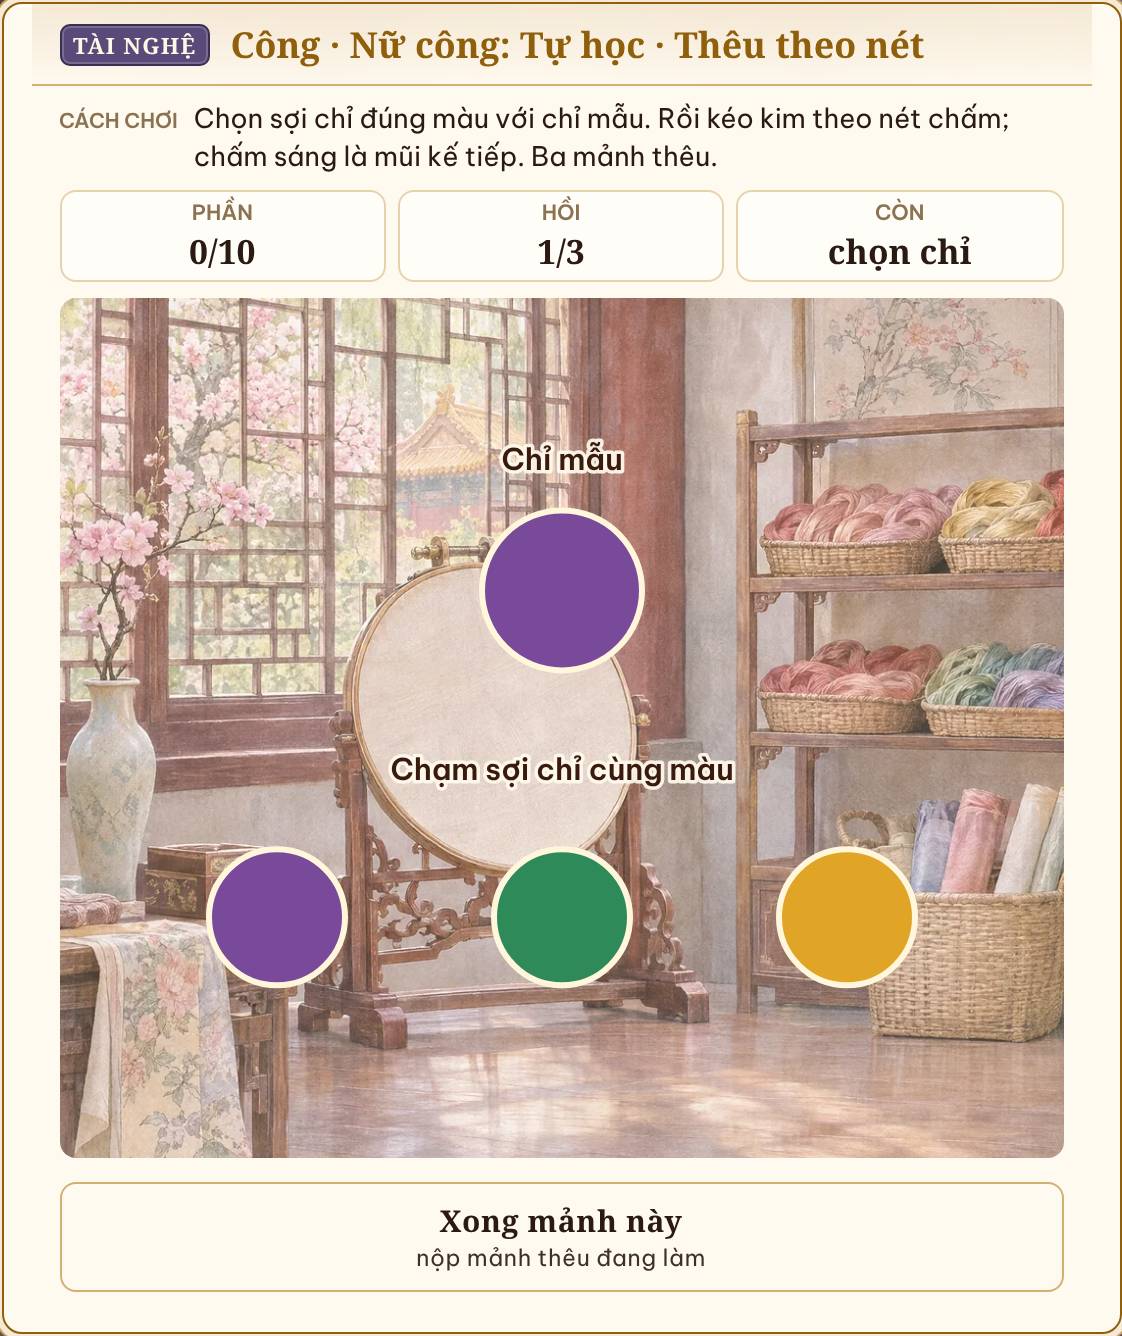 TÀI NGHỆ Công · Nữ công: Tự học · Thêu theo nét
CÁCH CHƠI Chọn sợi chỉ đúng màu với chỉ mẫu. Rồi kéo kim theo nét chấm;
chấm sáng là mũi kế tiếp. Ba mảnh thêu.
PHẦN HỒI CÒN
0/10 1/3 chọn chỉ
Chỉ mẫu
Chạm sợi chỉ cùng màu
Xong mảnh này
nộp mảnh thêu đang làm